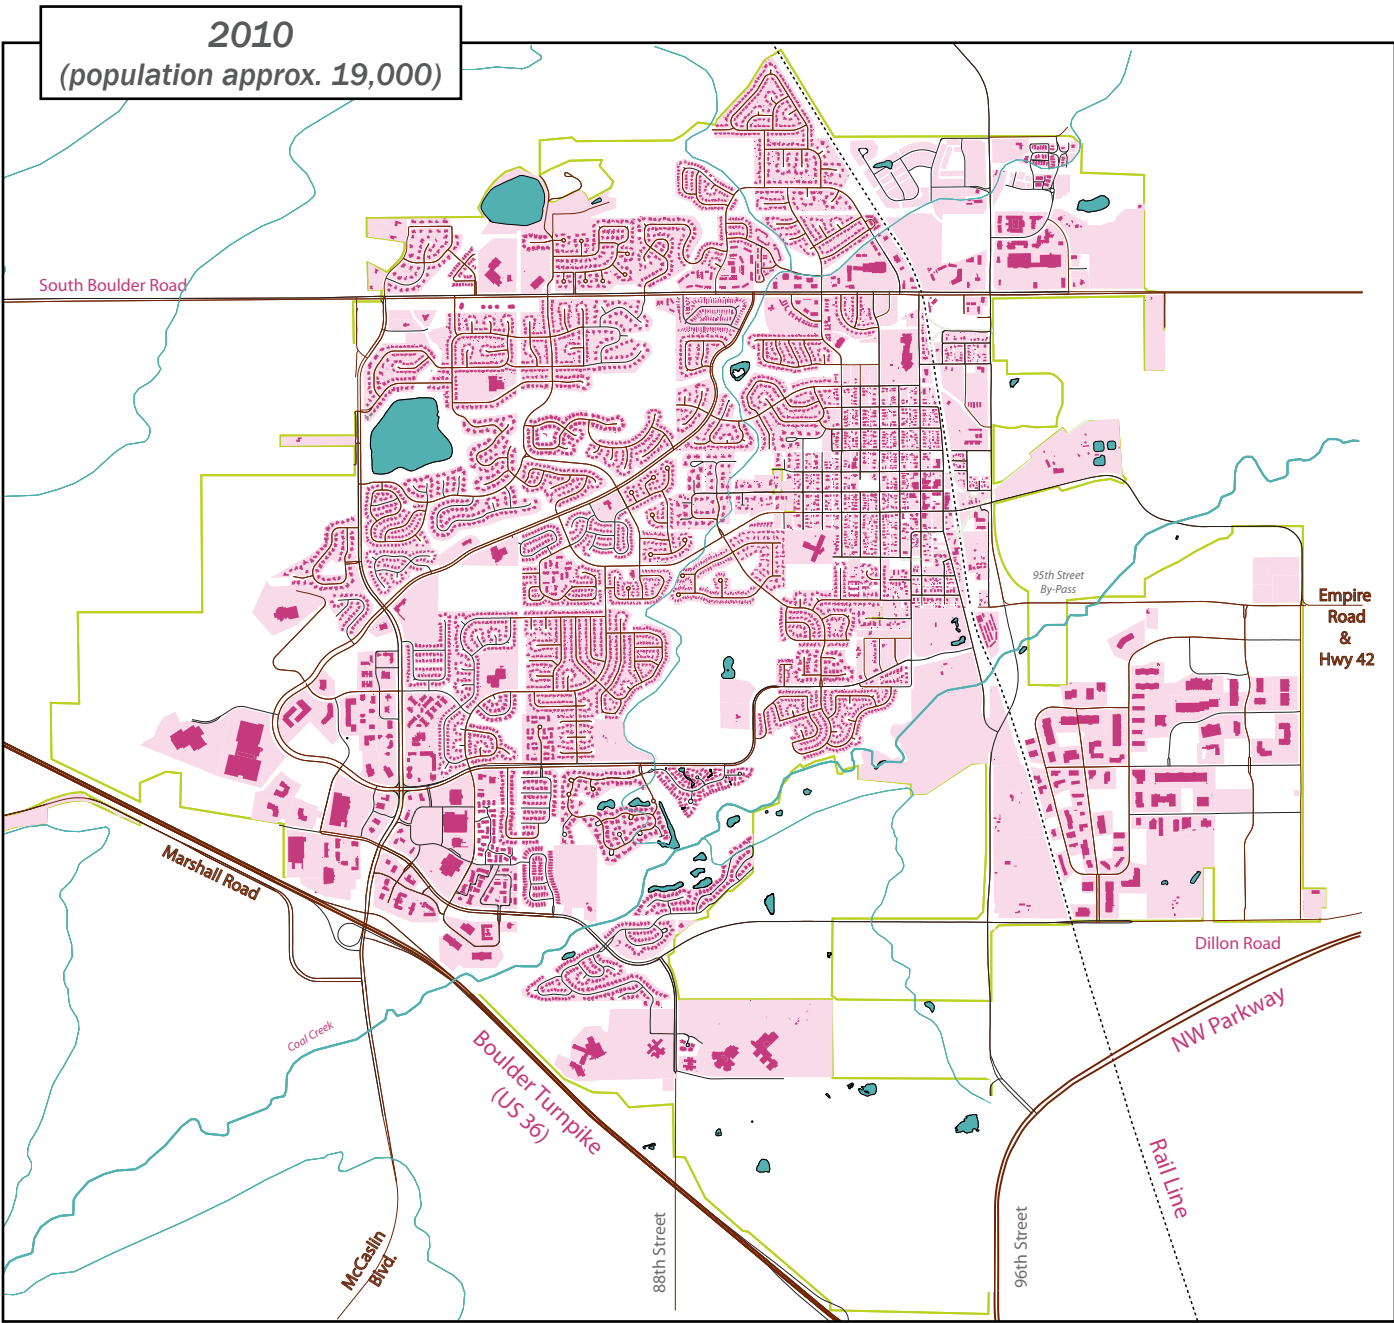 2010
(population approx. 19,000)
South Boulder Road
95th Street
By-Pass
Empire
Road
&
Hwy 42
Marshall Road
Dillon Road
NW Parkway
Coal Creek
Boulder Turnpike
(US 36)
Rail Line
88th Street
96th Street
McCaslin
Blvd.